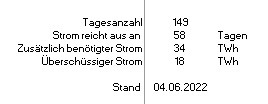 Tagesanzahl 149
Strom reicht aus an 58 Tagen
Zusätzlich benötigter Strom 34 TWh
Überschüssiger Strom 18 TWh
Stand 04.06.2022